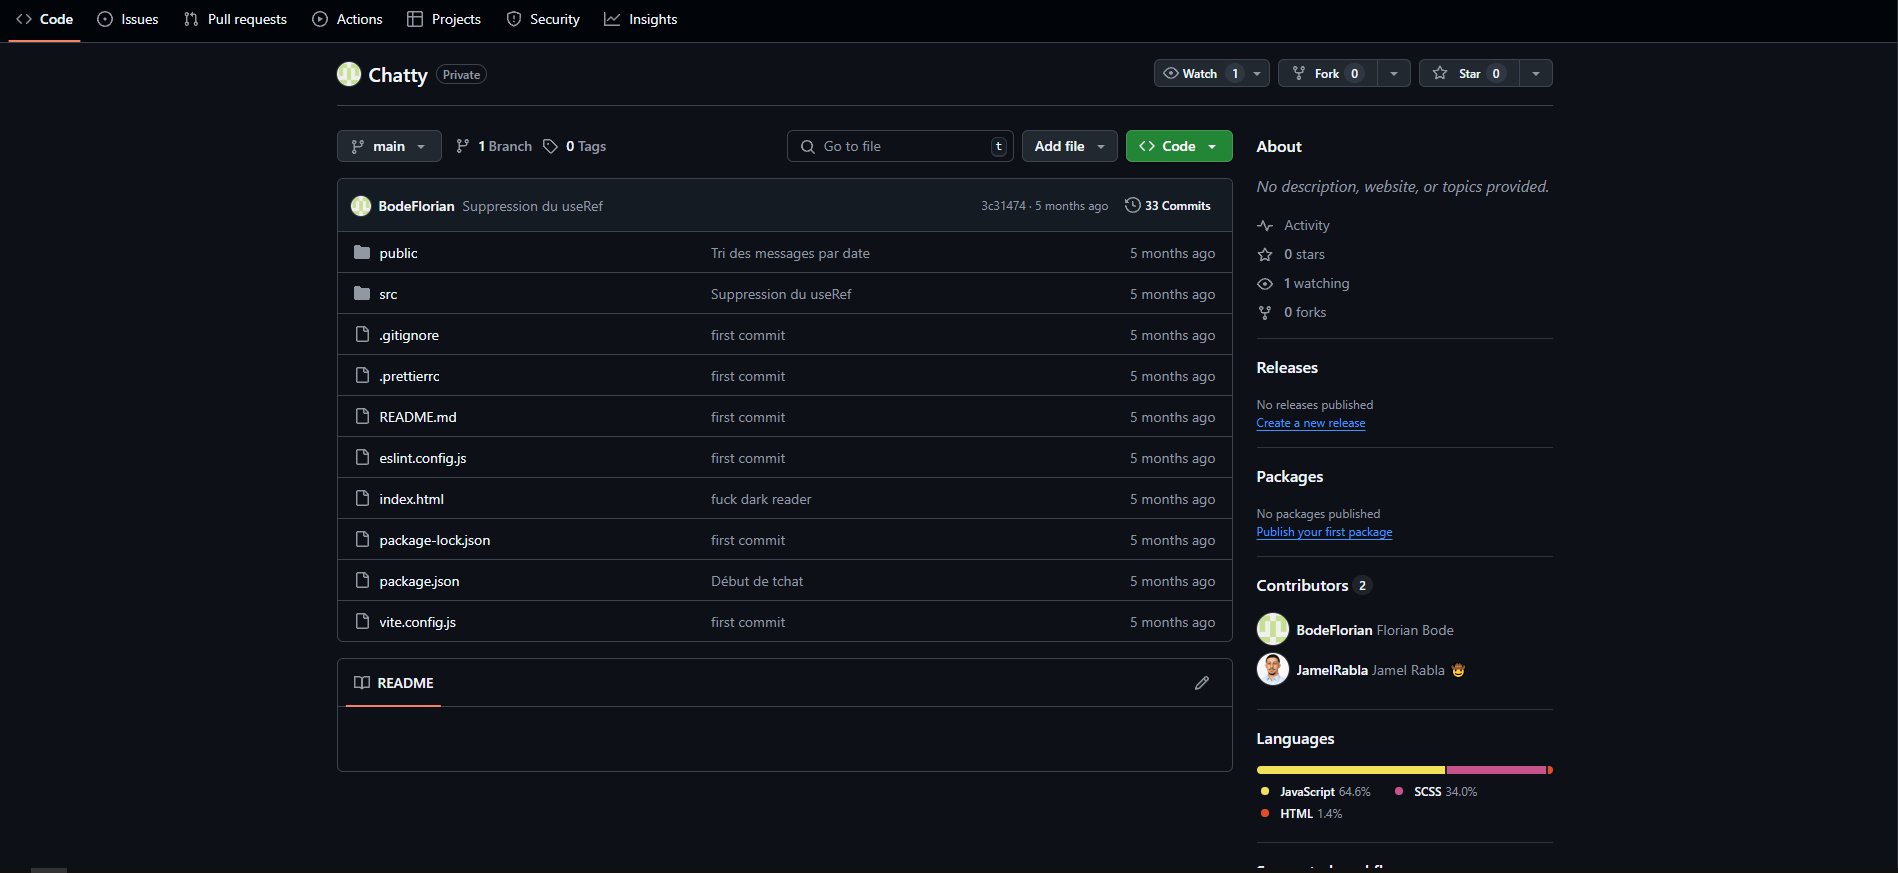 Code Issues Pull requests Actions Projects Security Insights
Chatty Private Watch 1 Fork 0 Star 0
main 1 Branch 0 Tags Go to file t Add file Code
BodeFlorian Suppression du useRef 3c31474 · 5 months ago 33 Commits
public Tri des messages par date 5 months ago
src Suppression du useRef 5 months ago
.gitignore first commit 5 months ago
.prettierrc first commit 5 months ago
README.md first commit 5 months ago
eslint.config.js first commit 5 months ago
index.html fuck dark reader 5 months ago
package-lock.json first commit 5 months ago
package.json Début de tchat 5 months ago
vite.config.js first commit 5 months ago
README
About
No description, website, or topics provided.
Activity
0 stars
1 watching
0 forks
Releases
No releases published
Create a new release
Packages
No packages published
Publish your first package
Contributors 2
BodeFlorian Florian Bode
JamelRabla Jamel Rabla 🤠
Languages
JavaScript 64.6% SCSS 34.0%
HTML 1.4%